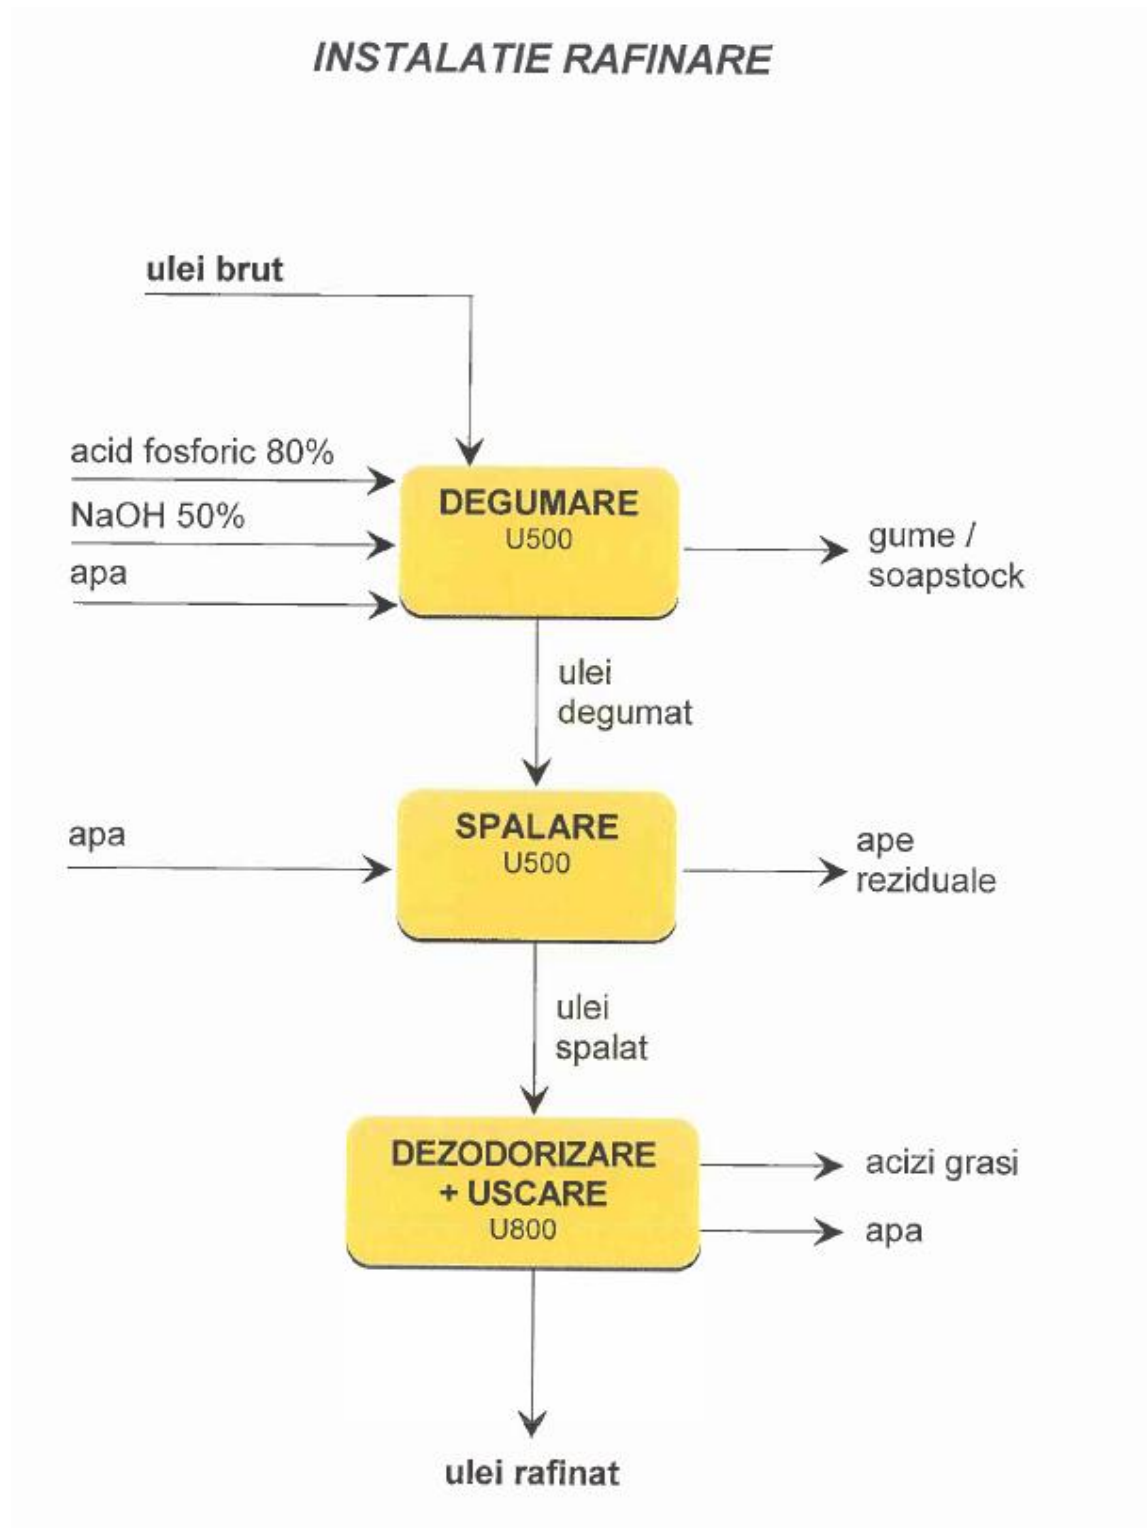 INSTALATIE RAFINARE
ulei brut
acid fosforic 80%
NaOH 50%
apa
DEGUMARE
U500
gume /
soapstock
ulei
degumat
apa
SPALARE
U500
ape
reziduale
ulei
spalat
DEZODORIZARE
+ USCARE
U800
acizi grasi
apa
ulei rafinat